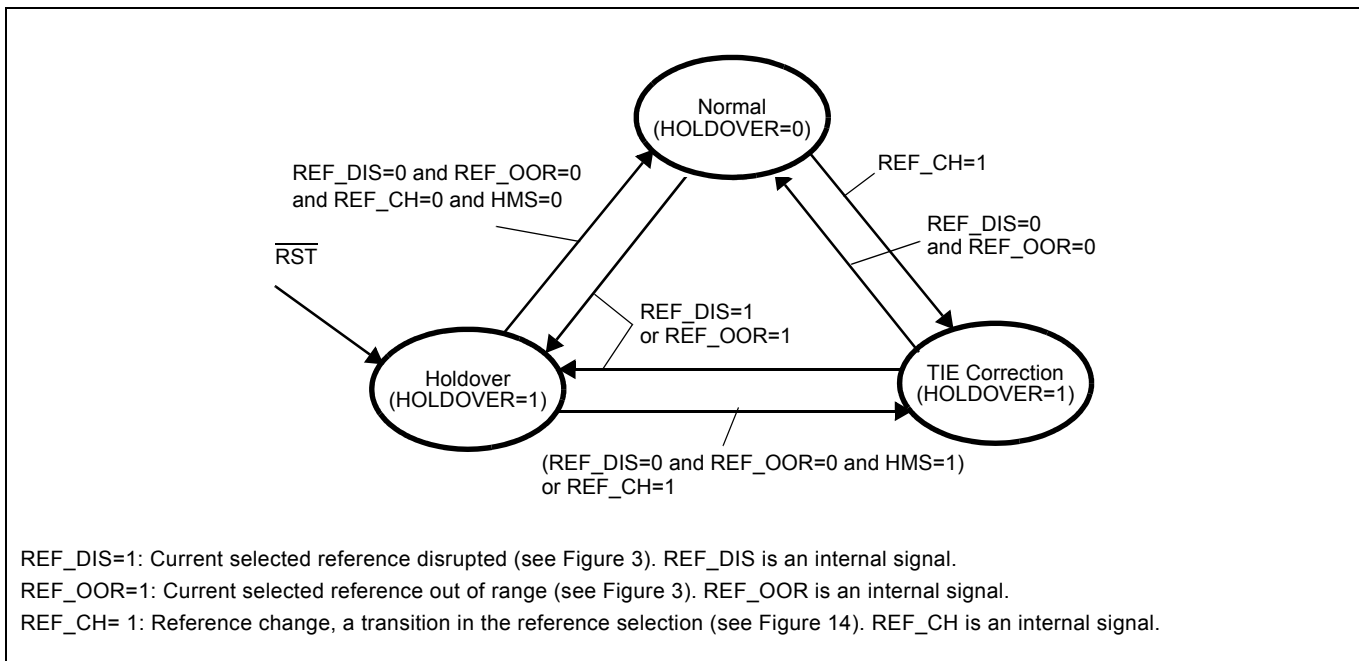 Normal
(HOLDOVER=0)
REF_CH=1
REF_DIS=0 and REF_OOR=0
and REF_CH=0 and HMS=0
REF_DIS=0
and REF_OOR=0
RST
REF_DIS=1
or REF_OOR=1
Holdover
(HOLDOVER=1)
TIE Correction
(HOLDOVER=1)
(REF_DIS=0 and REF_OOR=0 and HMS=1)
or REF_CH=1
REF_DIS=1: Current selected reference disrupted (see Figure 3). REF_DIS is an internal signal.
REF_OOR=1: Current selected reference out of range (see Figure 3). REF_OOR is an internal signal.
REF_CH= 1: Reference change, a transition in the reference selection (see Figure 14). REF_CH is an internal signal.